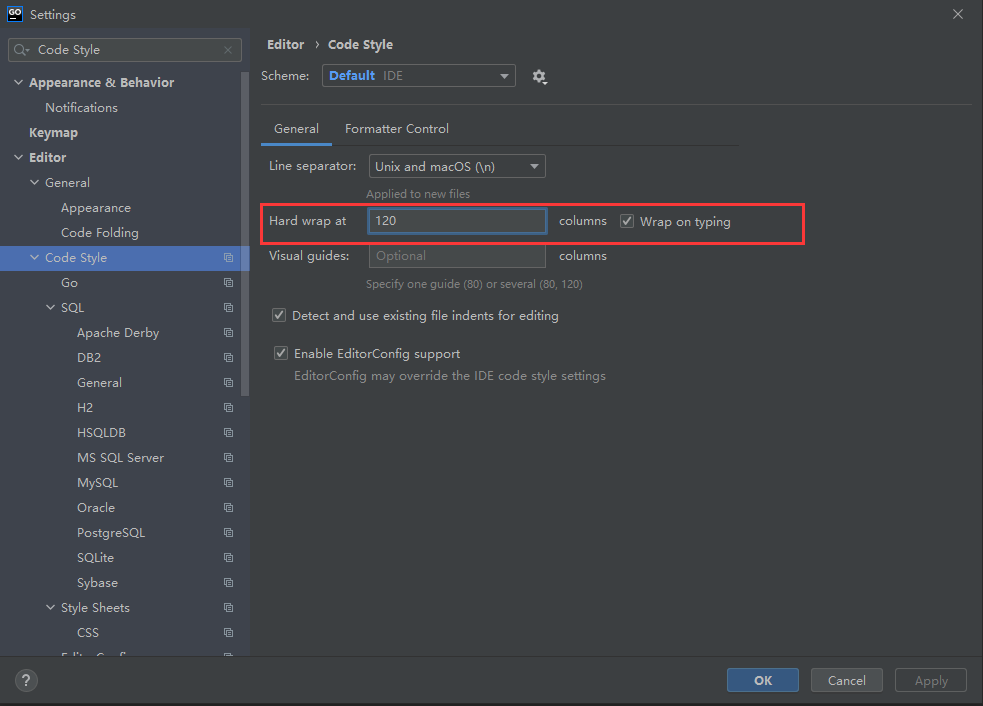 GO
Settings
Code Style
Appearance & Behavior
Notifications
Keymap
Editor
General
Appearance
Code Folding
Code Style
Go
SQL
Apache Derby
DB2
General
H2
HSQLDB
MS SQL Server
MySQL
Oracle
PostgreSQL
SQLite
Sybase
Style Sheets
CSS
Editor › Code Style
Scheme: Default IDE
General Formatter Control
Line separator: Unix and macOS (\n)
Applied to new files
Hard wrap at 120 columns Wrap on typing
Visual guides: Optional columns
Specify one guide (80) or several (80, 120)
Detect and use existing file indents for editing
Enable EditorConfig support
EditorConfig may override the IDE code style settings
? OK Cancel Apply